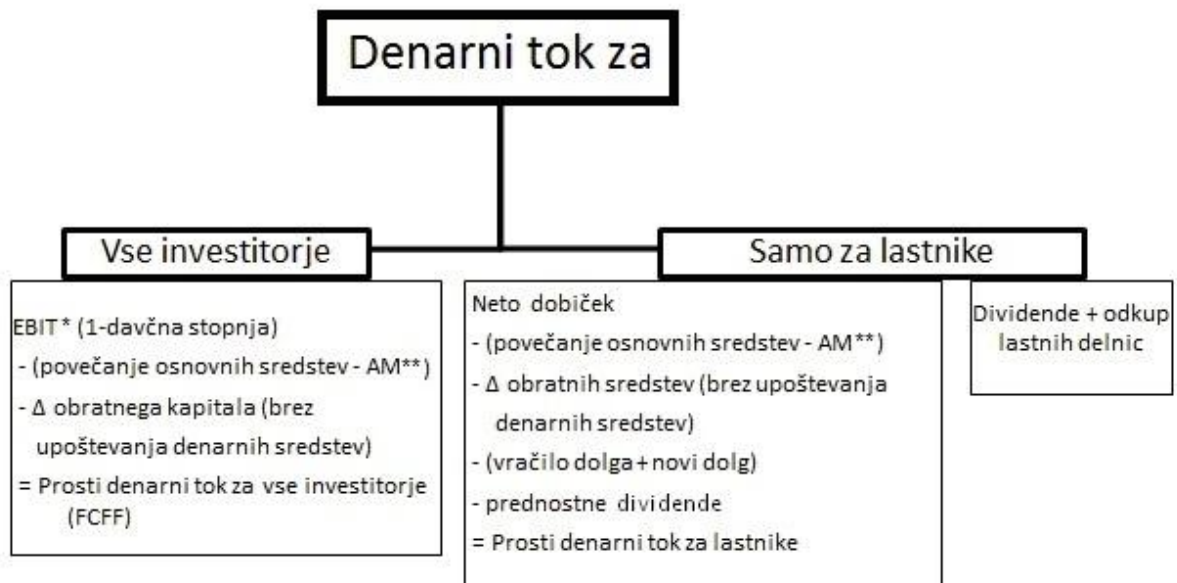 Denarni tok za
Vse investitorje
Samo za lastnike
EBIT* (1-davčna stopnja)
- (povečanje osnovnih sredstev - AM**)
- Δ obratnega kapitala (brez
upoštevanja denarnih sredstev)
= Prosti denarni tok za vse investitorje
(FCFF)
Neto dobiček
- (povečanje osnovnih sredstev - AM**)
- Δ obratnih sredstev (brez upoštevanja
denarnih sredstev)
- (vračilo dolga+ novi dolg)
- prednostne dividende
= Prosti denarni tok za lastnike
Dividende + odkup
lastnih delnic